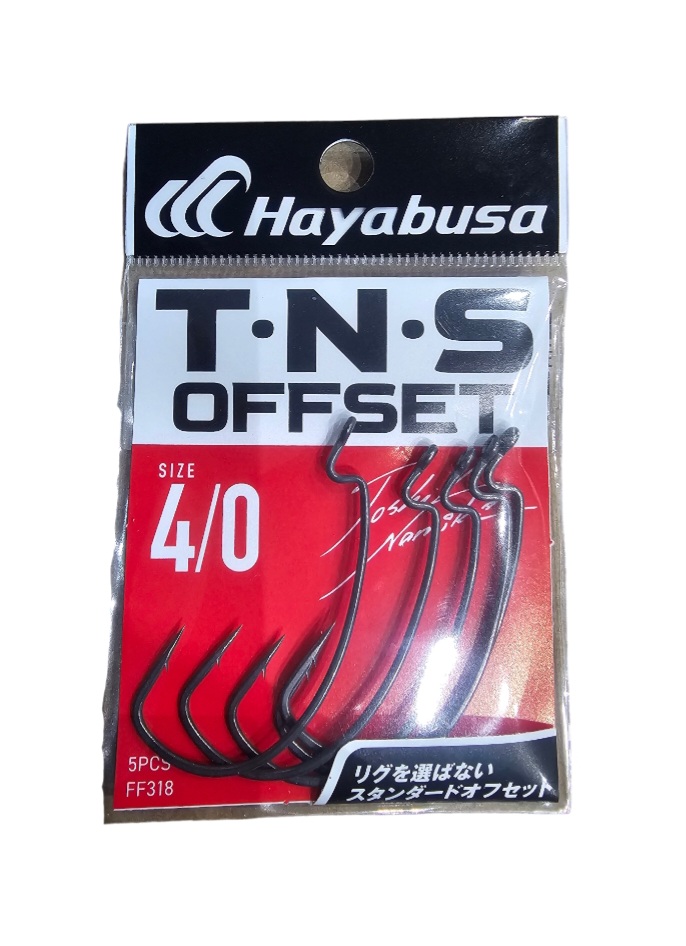 Hayabusa
T·N·S
OFFSET
SIZE
4/0
5PCS
FF318
リグを選ばない
スタンダードオフセット